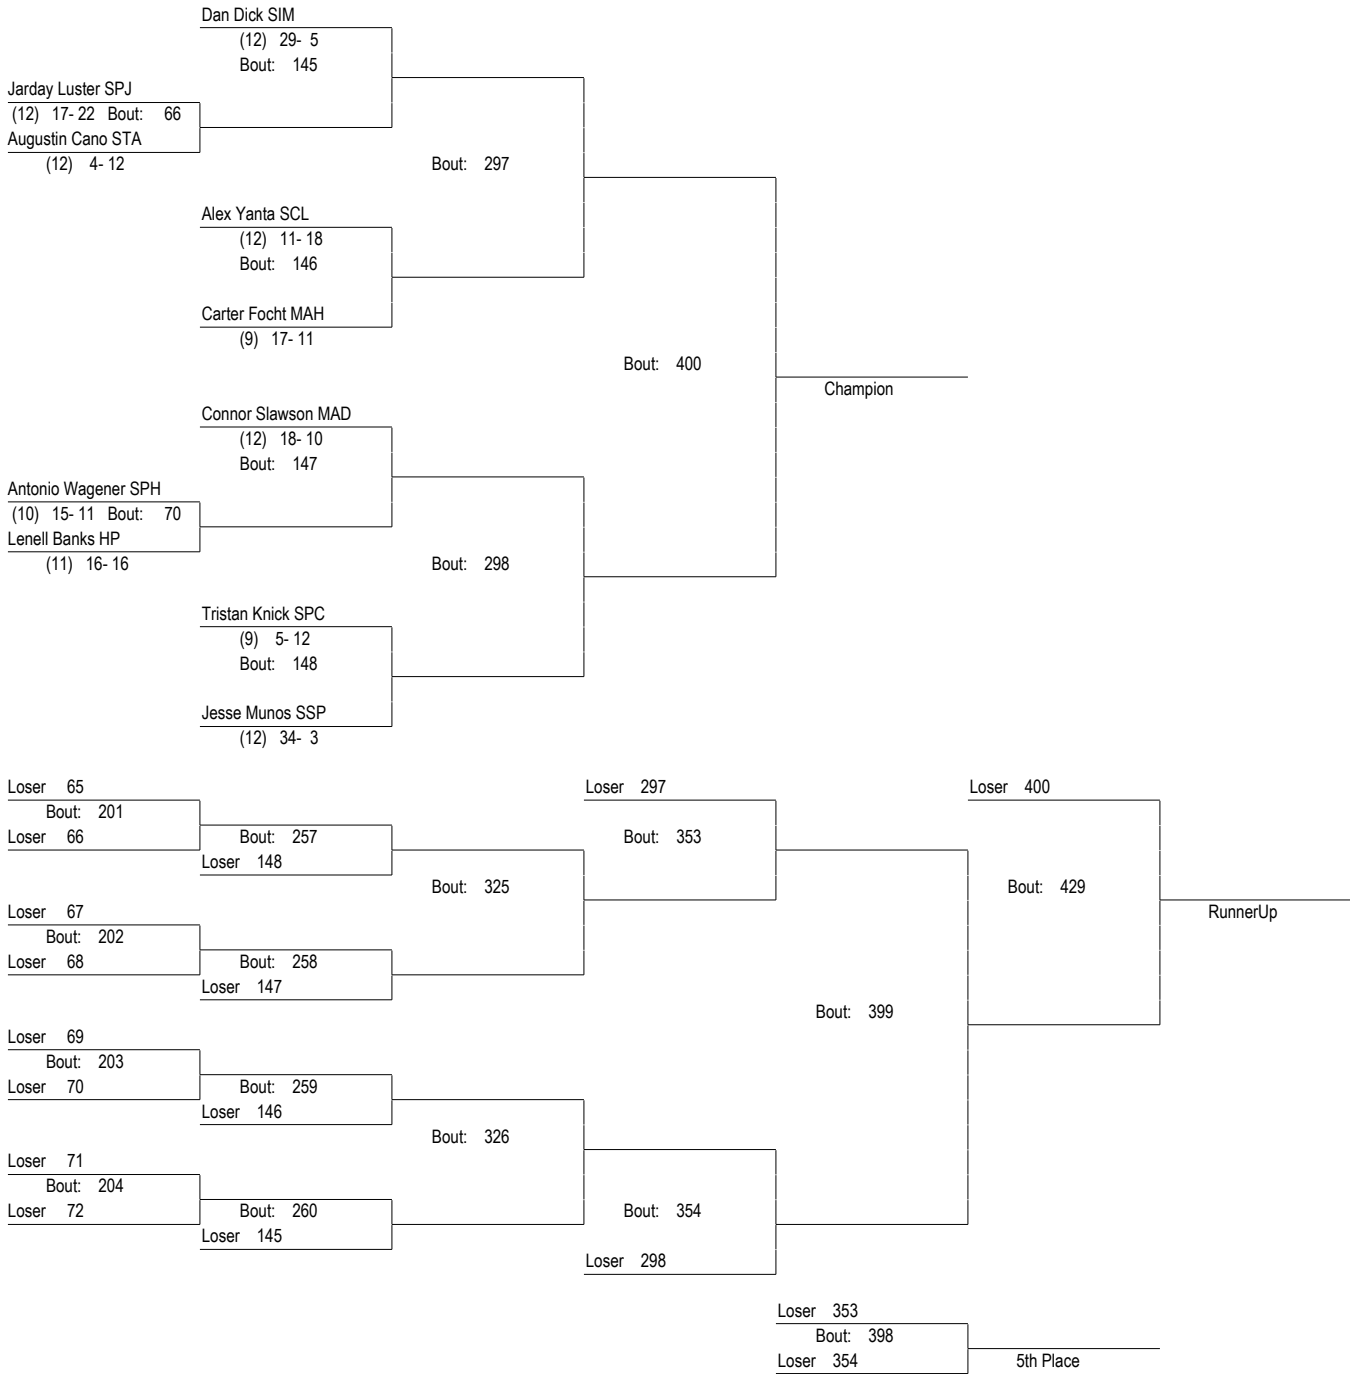 Dan Dick SIM
(12) 29- 5
Bout: 145
Jarday Luster SPJ
(12) 17- 22 Bout: 66
Augustin Cano STA
(12) 4- 12
Bout: 297
Alex Yanta SCL
(12) 11- 18
Bout: 146
Carter Focht MAH
(9) 17- 11
Bout: 400
Champion
Connor Slawson MAD
(12) 18- 10
Bout: 147
Antonio Wagener SPH
(10) 15- 11 Bout: 70
Lenell Banks HP
(11) 16- 16
Bout: 298
Tristan Knick SPC
(9) 5- 12
Bout: 148
Jesse Munos SSP
(12) 34- 3
Loser 65
Bout: 201
Loser 66
Bout: 257
Loser 148
Loser 297
Bout: 353
Loser 400
Bout: 325
Bout: 429
RunnerUp
Loser 67
Bout: 202
Loser 68
Bout: 258
Loser 147
Bout: 399
Loser 69
Bout: 203
Loser 70
Bout: 259
Loser 146
Bout: 326
Loser 71
Bout: 204
Loser 72
Bout: 260
Loser 145
Bout: 354
Loser 298
Loser 353
Bout: 398
Loser 354
5th Place